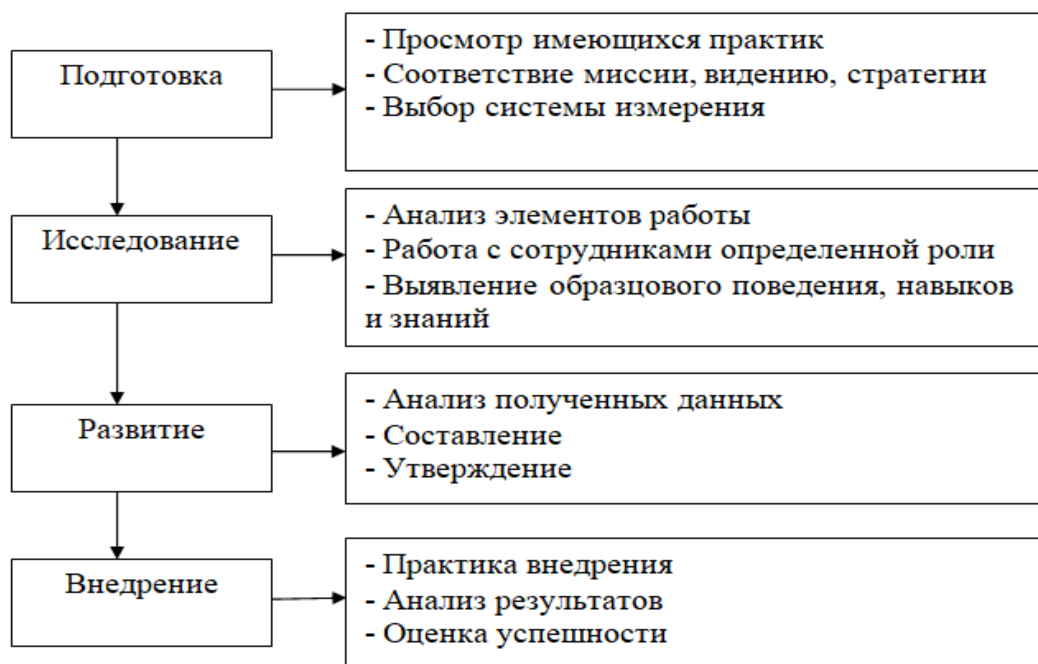 Подготовка
- Просмотр имеющихся практик
- Соответствие миссии, видению, стратегии
- Выбор системы измерения
Исследование
- Анализ элементов работы
- Работа с сотрудниками определенной роли
- Выявление образцового поведения, навыков
и знаний
Развитие
- Анализ полученных данных
- Составление
- Утверждение
Внедрение
- Практика внедрения
- Анализ результатов
- Оценка успешности